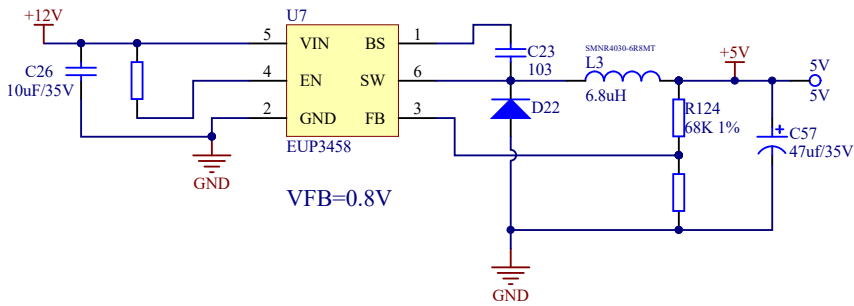 +12V
C26
10uF/35V
GND
U7
5 VIN BS 1
4 EN SW 6
2 GND FB 3
EUP3458
VFB=0.8V
C23
103
D22
SMNR4030-6R8MT
L3
6.8uH
+5V
5V
5V
R124
68K 1%
C57
47uf/35V
GND